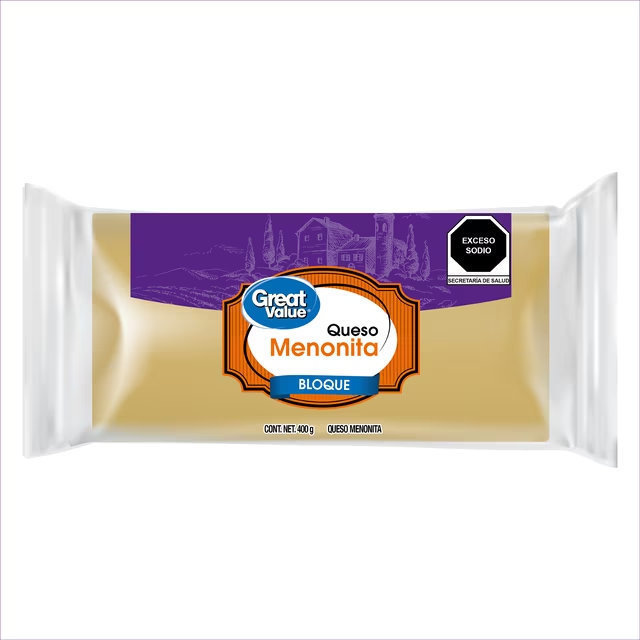 EXCESO
SODIO
SECRETARÍA DE SALUD
Great
Value®
Queso
Menonita
BLOQUE
CONT. NET. 400 g QUESO MENONITA